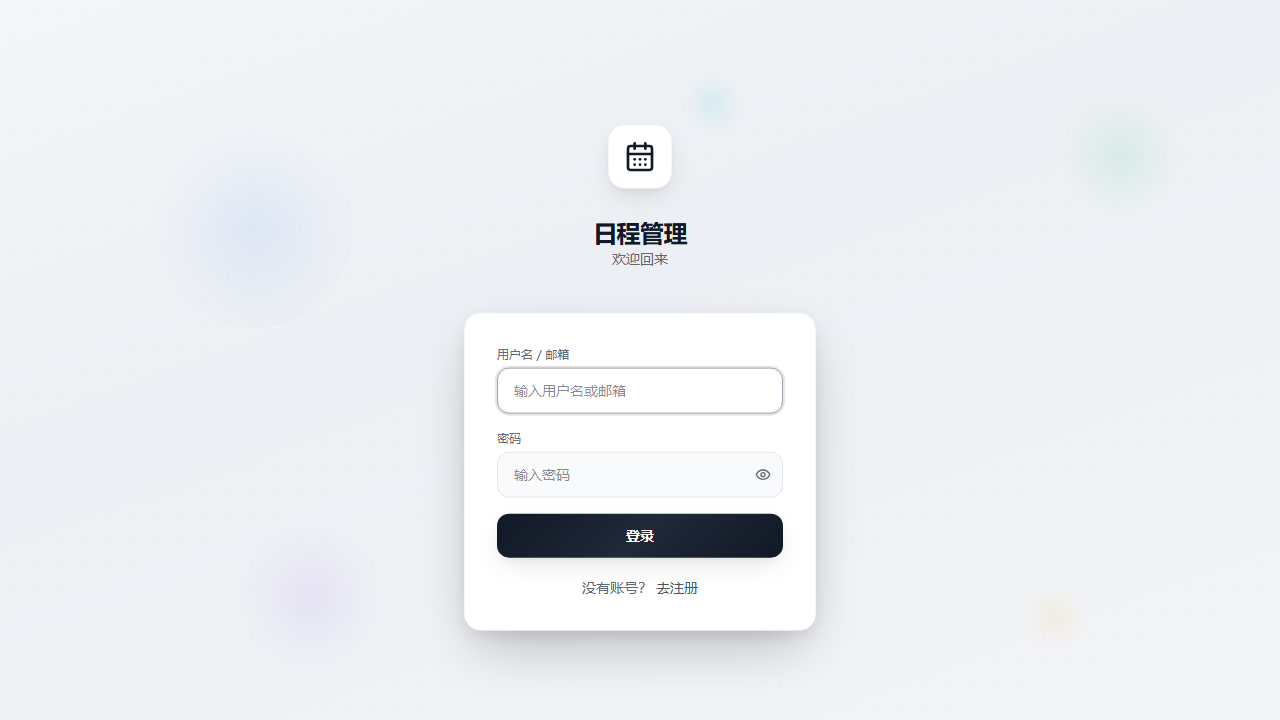 日程管理
欢迎回来
用户名 / 邮箱
输入用户名或邮箱
密码
输入密码
登录
没有账号？ 去注册